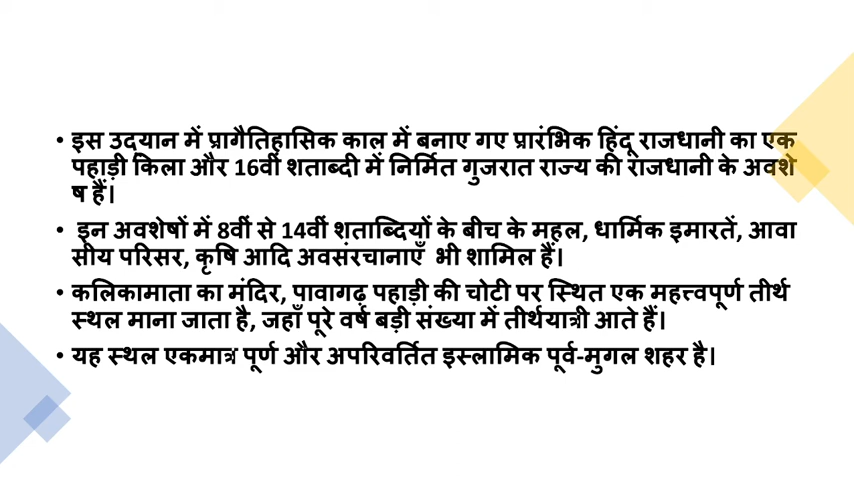 • इस उद्यान में प्रागैतिहासिक काल में बनाए गए प्रारंभिक हिंदू राजधानी का एक
पहाड़ी किला और 16वीं शताब्दी में निर्मित गुजरात राज्य की राजधानी के अवशे
ष हैं।
• इन अवशेषों में 8वीं से 14वीं शताब्दियों के बीच के महल, धार्मिक इमारतें, आवा
सीय परिसर, कृषि आदि अवसंरचानाएँ भी शामिल हैं।
• कलिकामाता का मंदिर, पावागढ़ पहाड़ी की चोटी पर स्थित एक महत्त्वपूर्ण तीर्थ
स्थल माना जाता है, जहाँ पूरे वर्ष बड़ी संख्या में तीर्थयात्री आते हैं।
• यह स्थल एकमात्र पूर्ण और अपरिवर्तित इस्लामिक पूर्व-मुगल शहर है।